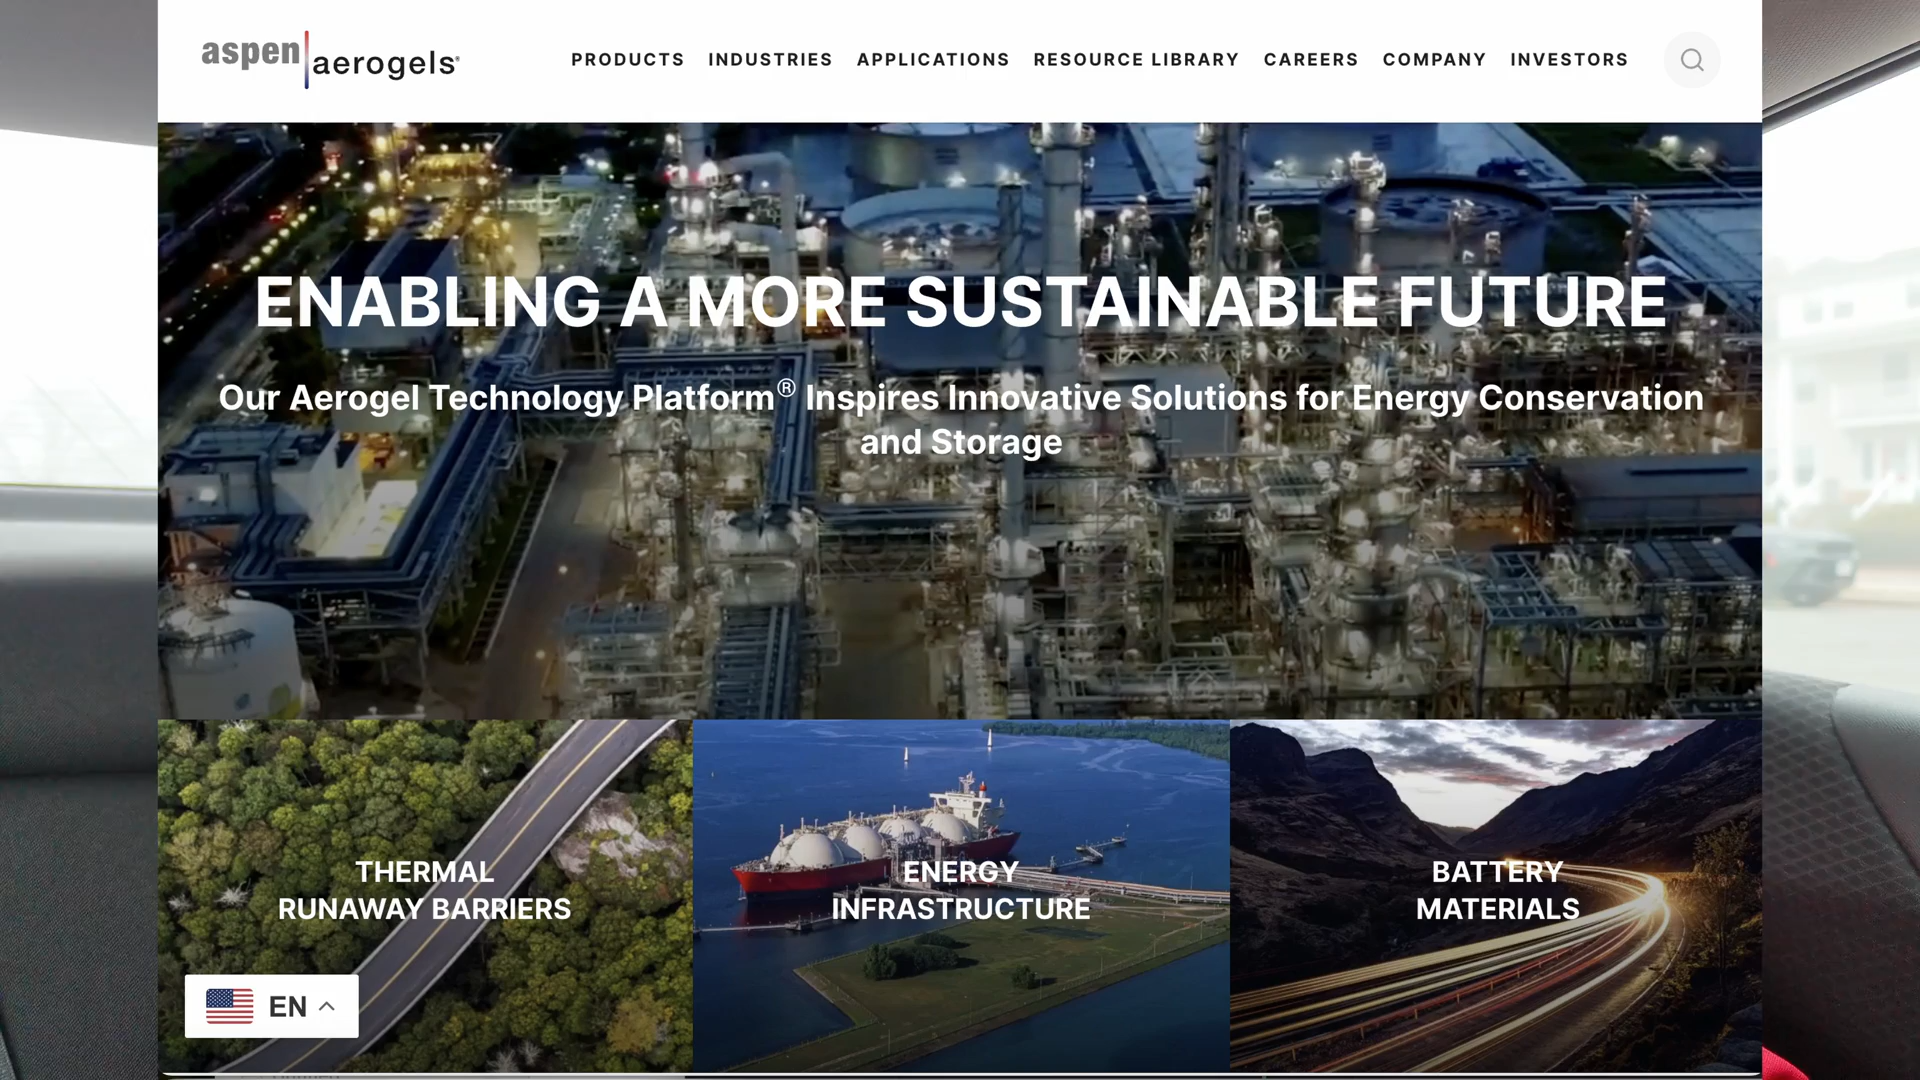 aspen aerogels®
PRODUCTS INDUSTRIES APPLICATIONS RESOURCE LIBRARY CAREERS COMPANY INVESTORS
ENABLING A MORE SUSTAINABLE FUTURE
Our Aerogel Technology Platform® Inspires Innovative Solutions for Energy Conservation
and Storage
THERMAL
RUNAWAY BARRIERS
ENERGY
INFRASTRUCTURE
BATTERY
MATERIALS
EN